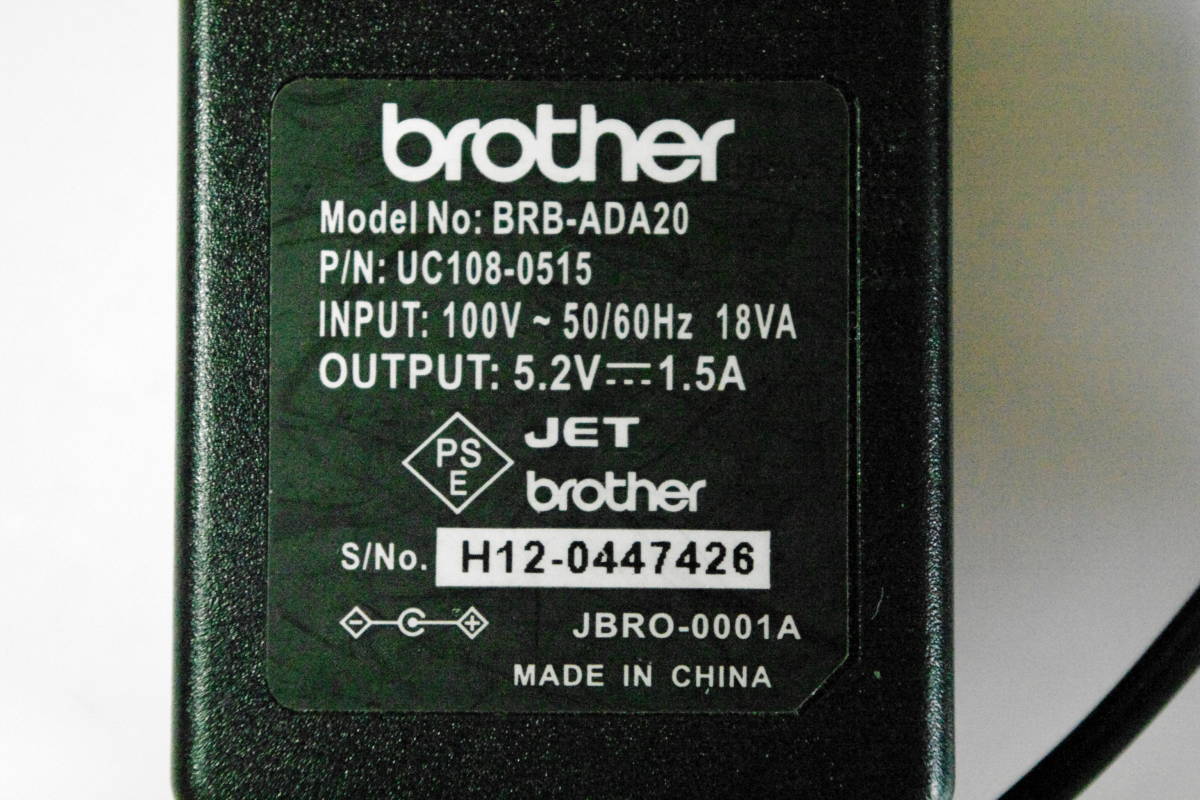 brother
Model No: BRB-ADA20
P/N: UC108-0515
INPUT: 100V ~ 50/60Hz 18VA
OUTPUT: 5.2V⎓1.5A
PS
E
JET
brother
S/No. H12-0447426
JBRO-0001A
MADE IN CHINA